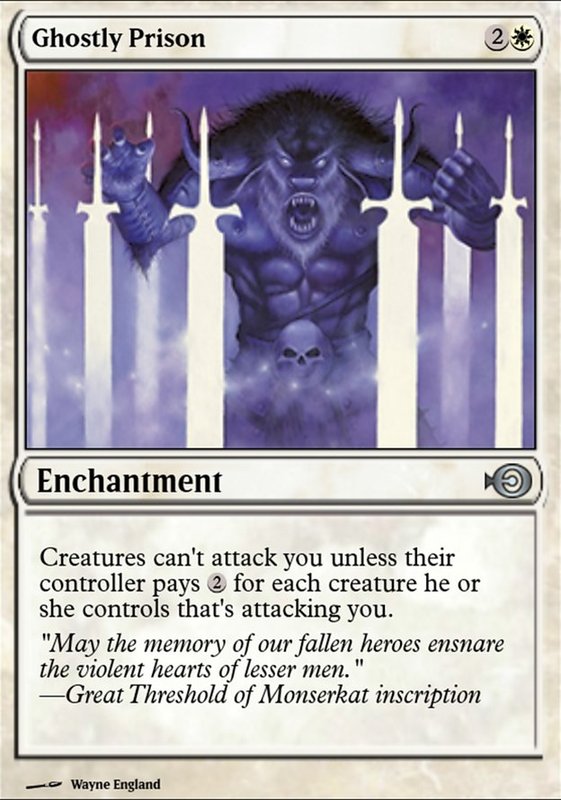 Ghostly Prison 2
Enchantment
Creatures can't attack you unless their
controller pays 2 for each creature he or
she controls that's attacking you.
"May the memory of our fallen heroes ensnare
the violent hearts of lesser men."
—Great Threshold of Monserkat inscription
Wayne England